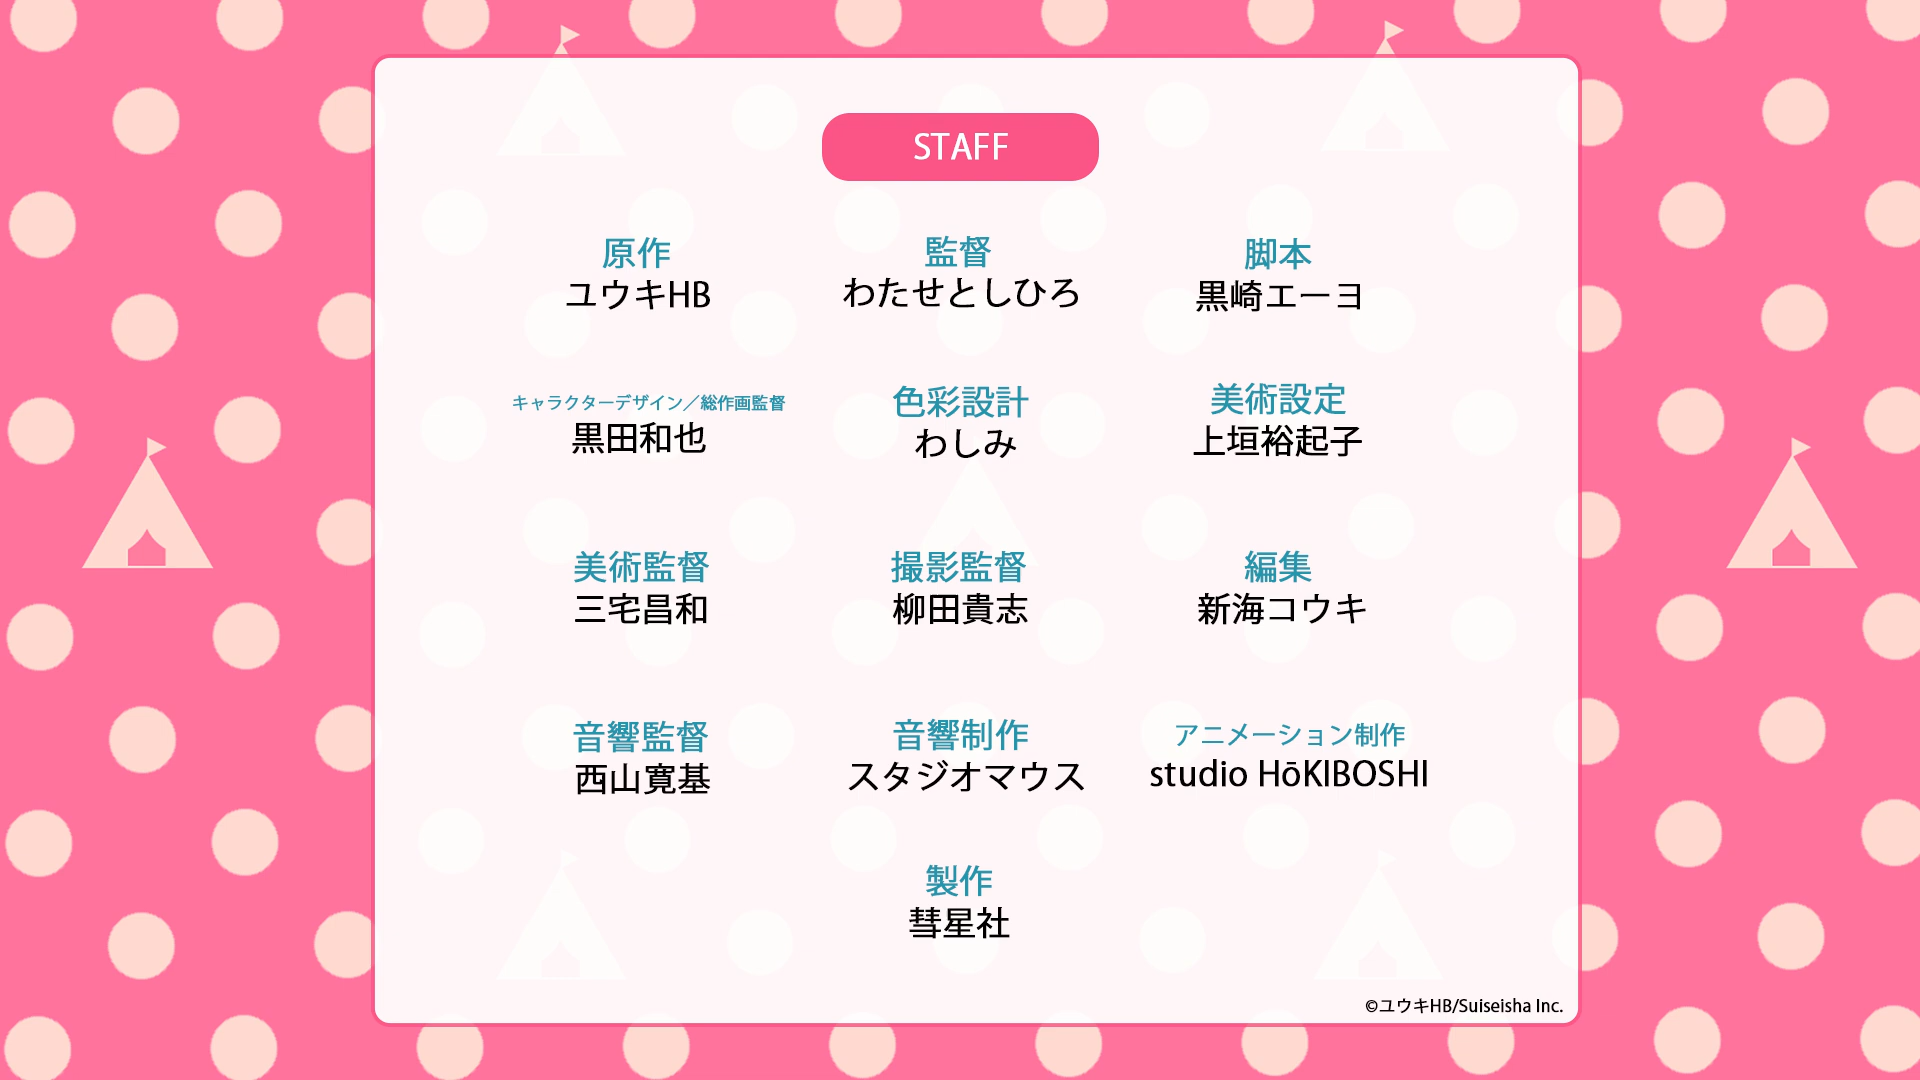 STAFF
原作
ユウキHB
監督
わたせとしひろ
脚本
黒崎エーヨ
キャラクターデザイン／総作画監督
黒田和也
色彩設計
わしみ
美術設定
上垣裕起子
美術監督
三宅昌和
撮影監督
柳田貴志
編集
新海コウキ
音響監督
西山寛基
音響制作
スタジオマウス
アニメーション制作
studio HōKIBOSHI
製作
彗星社
©ユウキHB/Suiseisha Inc.